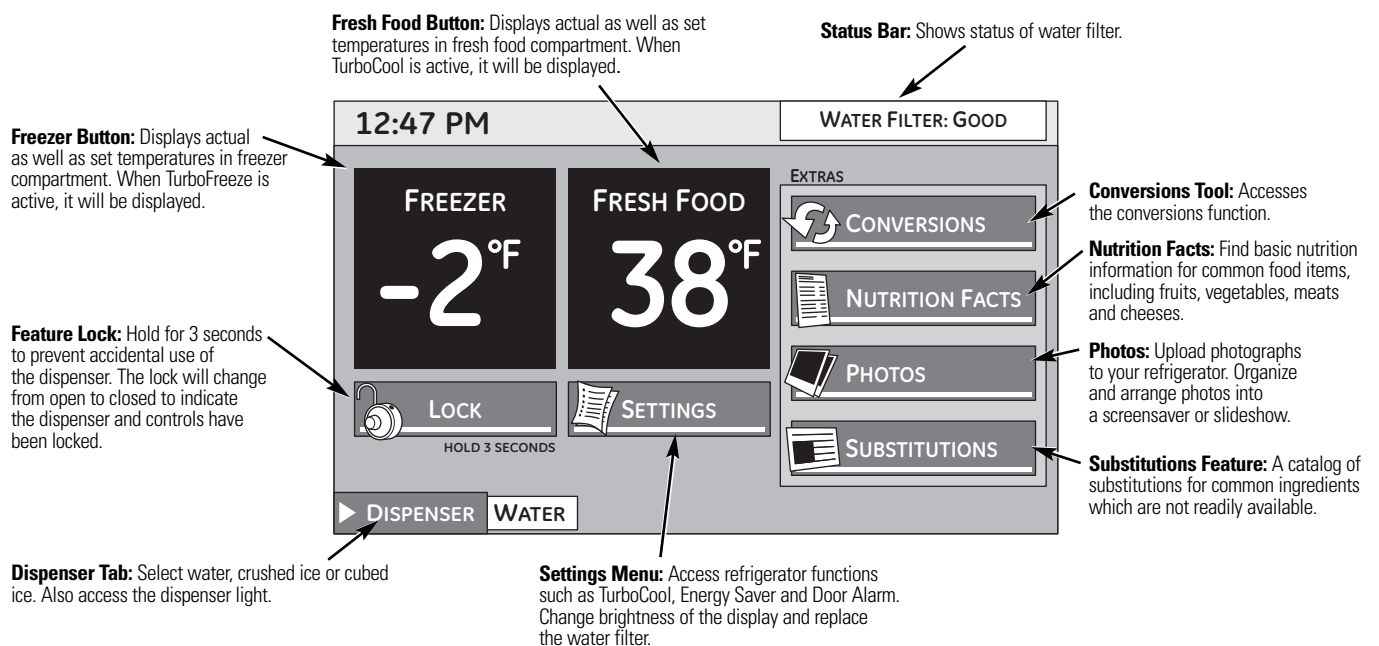 Fresh Food Button: Displays actual as well as set
temperatures in fresh food compartment. When
TurboCool is active, it will be displayed.
Status Bar: Shows status of water filter.
Freezer Button: Displays actual
as well as set temperatures in freezer
compartment. When TurboFreeze is
active, it will be displayed.
Feature Lock: Hold for 3 seconds
to prevent accidental use of
the dispenser. The lock will change
from open to closed to indicate
the dispenser and controls have
been locked.
12:47 PM
WATER FILTER: GOOD
FREEZER
-2°F
FRESH FOOD
38°F
LOCK
HOLD 3 SECONDS
SETTINGS
EXTRAS
CONVERSIONS
NUTRITION FACTS
PHOTOS
SUBSTITUTIONS
DISPENSER
WATER
Conversions Tool: Accesses
the conversions function.
Nutrition Facts: Find basic nutrition
information for common food items,
including fruits, vegetables, meats
and cheeses.
Photos: Upload photographs
to your refrigerator. Organize
and arrange photos into
a screensaver or slideshow.
Substitutions Feature: A catalog of
substitutions for common ingredients
which are not readily available.
Dispenser Tab: Select water, crushed ice or cubed
ice. Also access the dispenser light.
Settings Menu: Access refrigerator functions
such as TurboCool, Energy Saver and Door Alarm.
Change brightness of the display and replace
the water filter.